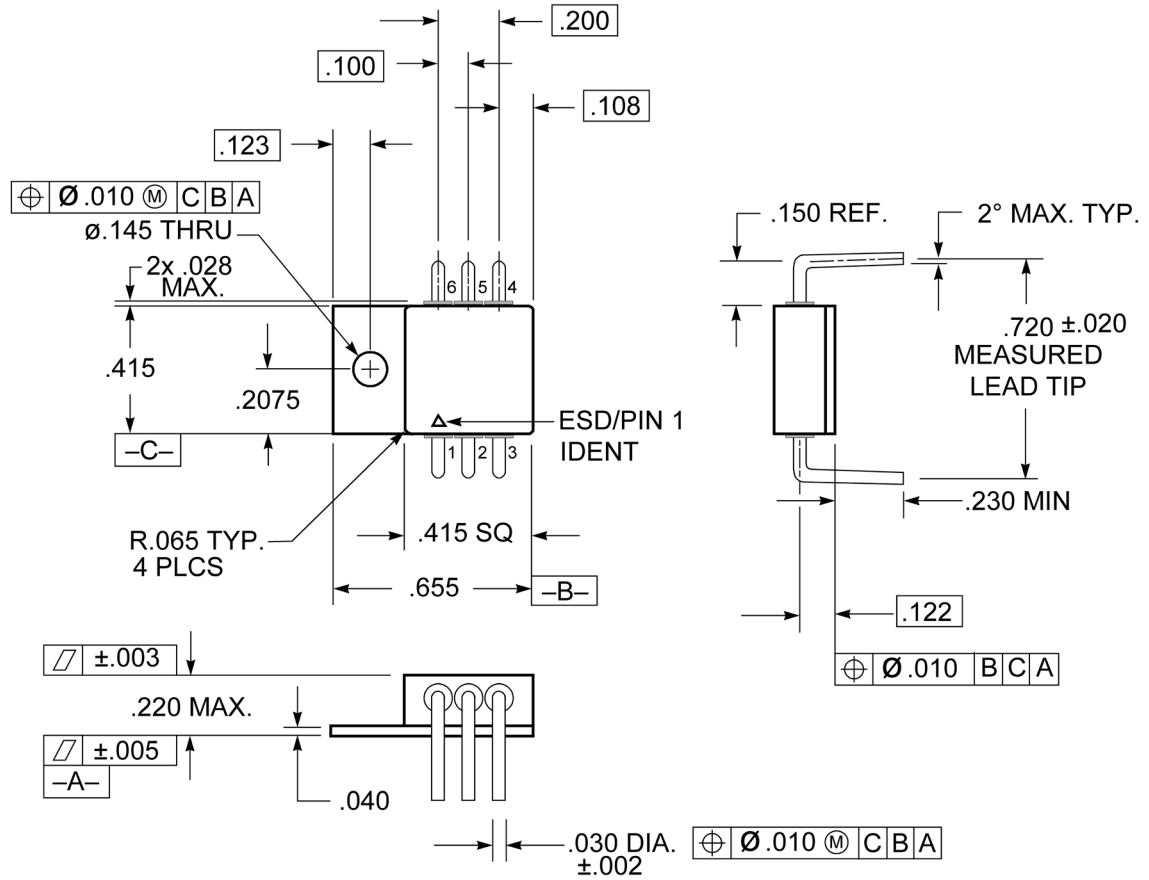 .200
.100
.108
.123
⌖ Ø .010 Ⓜ C B A
ø.145 THRU
2x .028
MAX.
6 5 4
.415
.2075
–C–
ESD/PIN 1
IDENT
1 2 3
R.065 TYP.
4 PLCS
.415 SQ
.655
–B–
.150 REF.
2° MAX. TYP.
.720 ±.020
MEASURED
LEAD TIP
.230 MIN
.122
⌖ Ø .010 B C A
⏥ ±.003
.220 MAX.
⏥ ±.005
–A–
.040
.030 DIA.
±.002
⌖ Ø .010 Ⓜ C B A